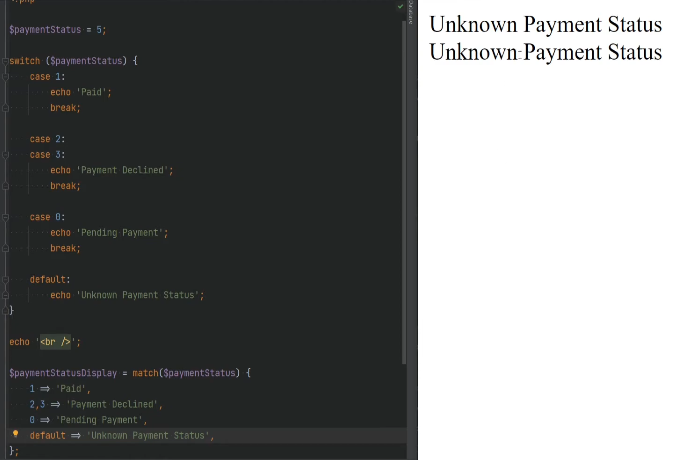 $paymentStatus = 5;
switch ($paymentStatus) {
case 1:
echo 'Paid';
break;
case 2:
case 3:
echo 'Payment Declined';
break;
case 0:
echo 'Pending Payment';
break;
default:
echo 'Unknown Payment Status';
}
echo '<br />';
$paymentStatusDisplay = match($paymentStatus) {
1 => 'Paid',
2,3 => 'Payment Declined',
0 => 'Pending Payment',
default => 'Unknown Payment Status',
};
Unknown Payment Status
Unknown Payment Status